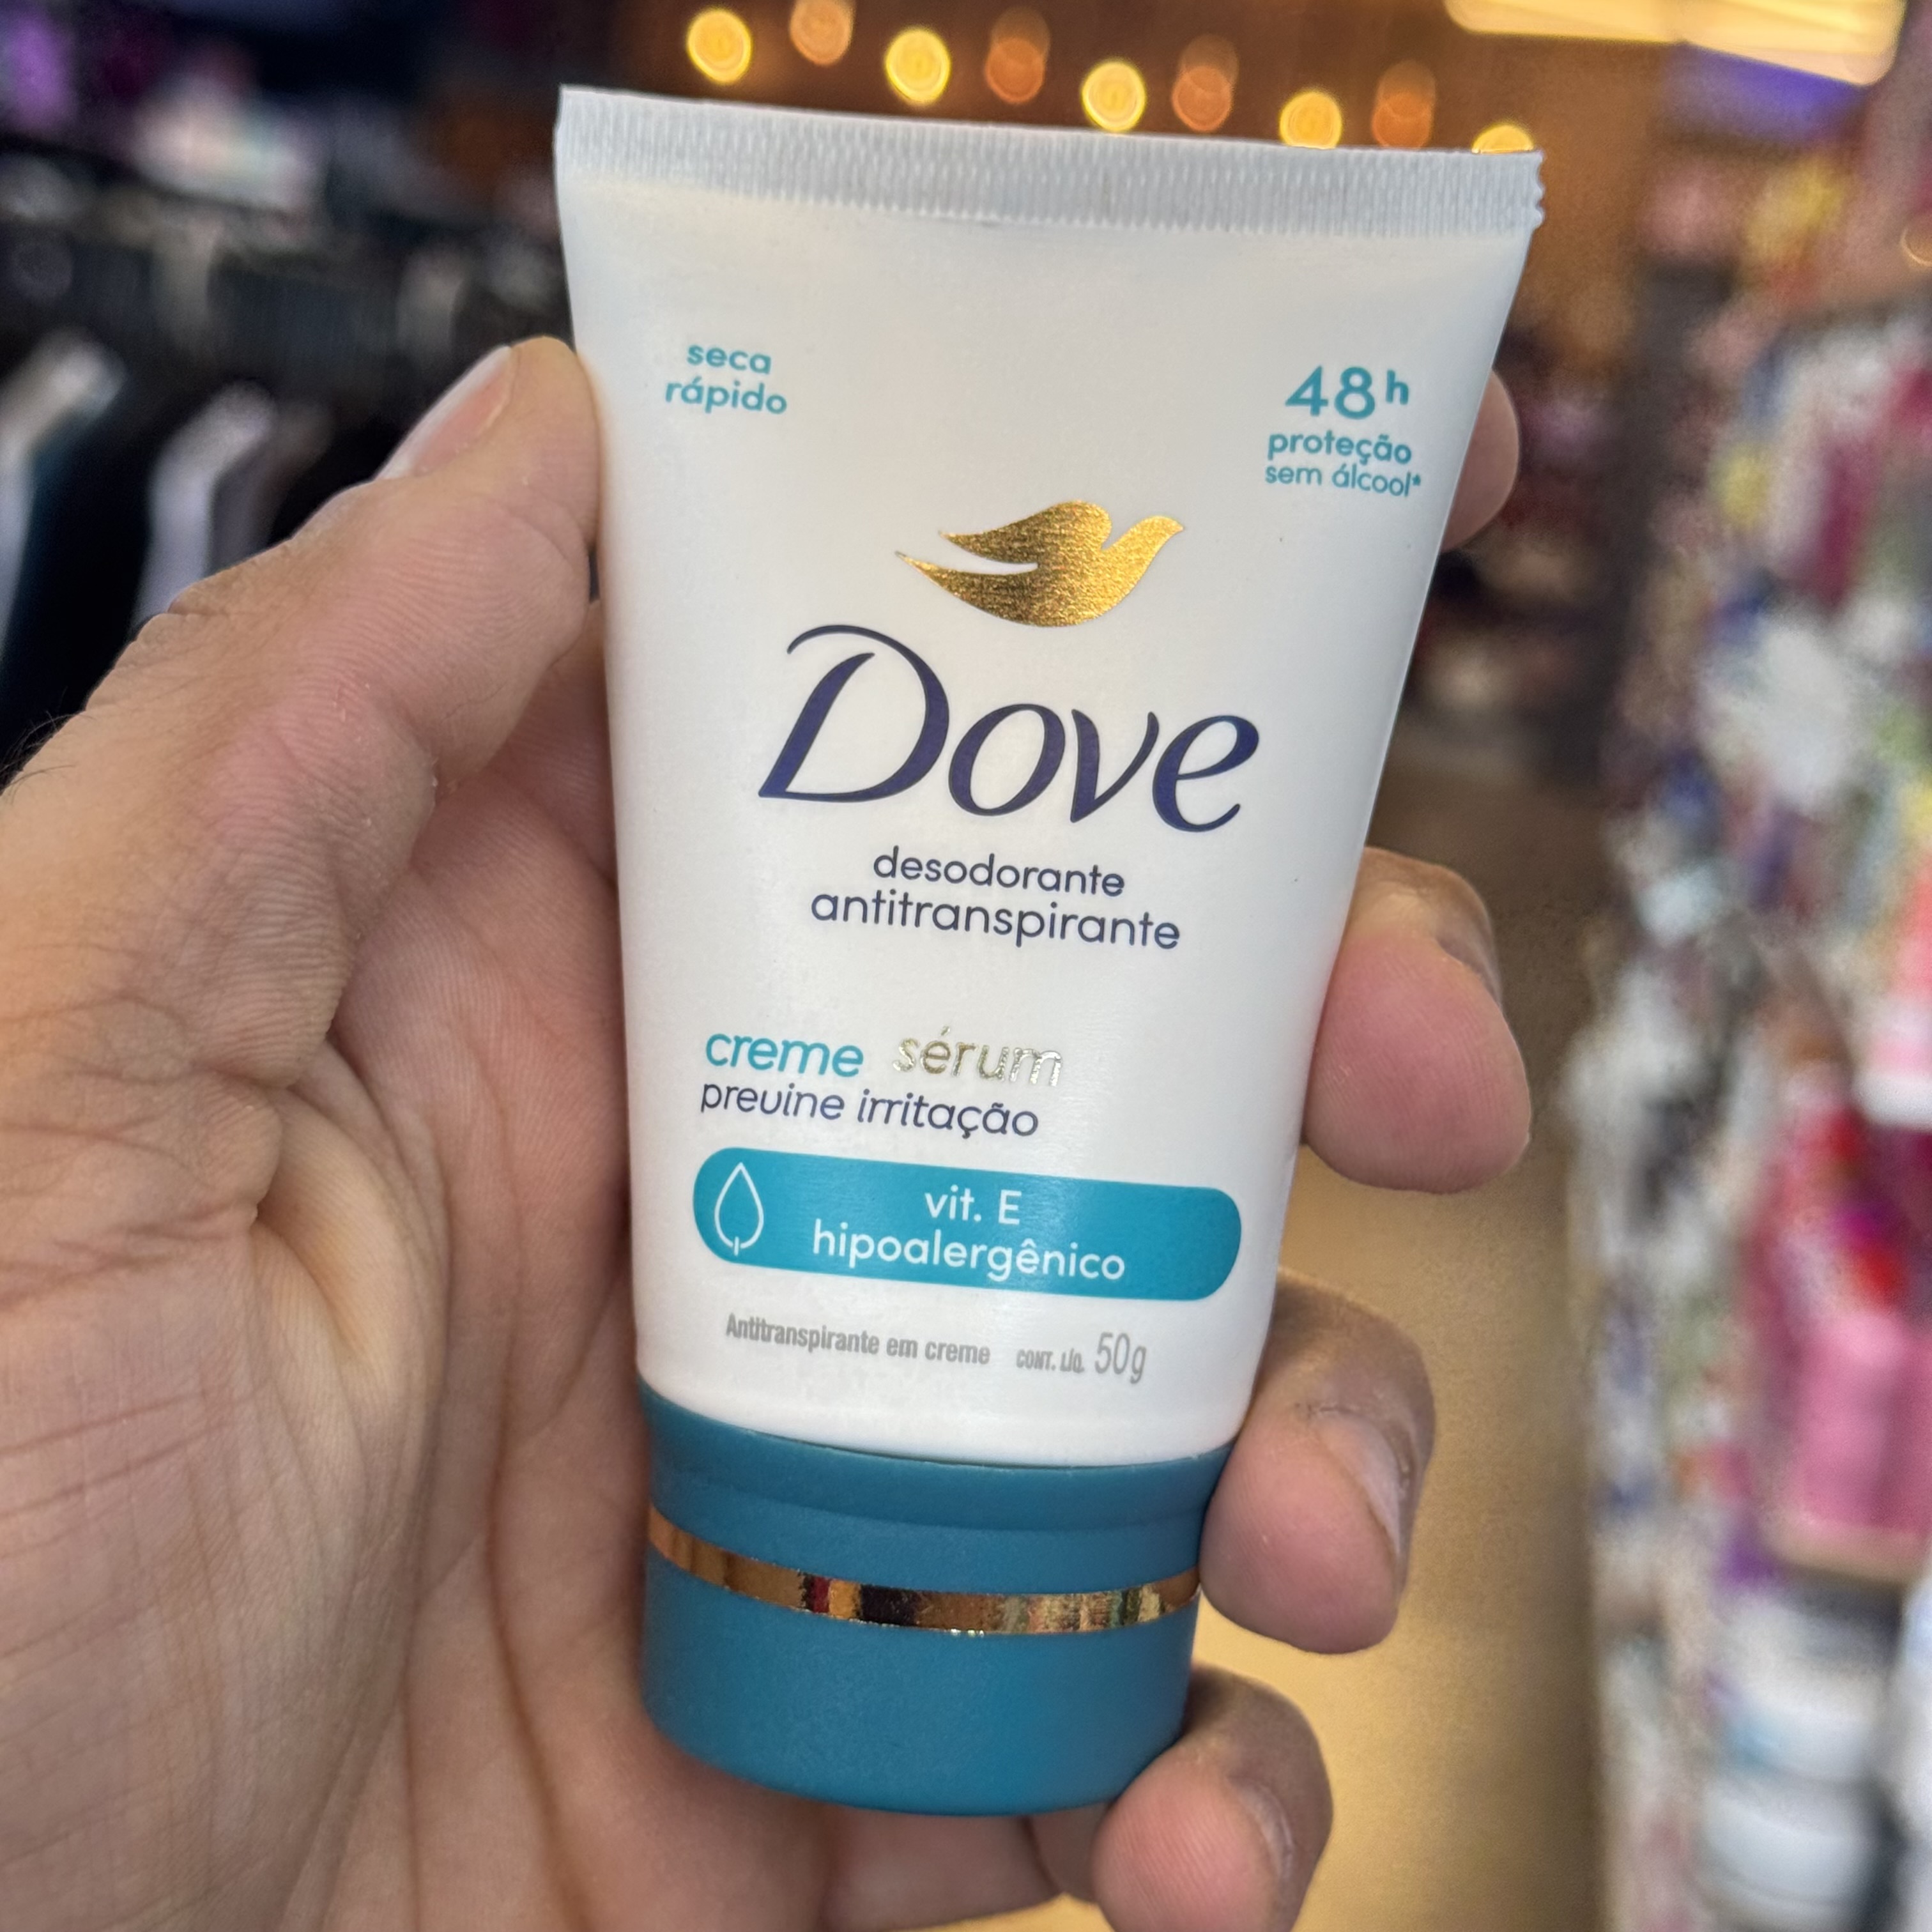 seca
rápido
48h
proteção
sem álcool*
Dove
desodorante
antitranspirante
creme sérum
previne irritação
vit. E
hipoalergênico
Antitranspirante em creme CONT. LÍQ. 50g